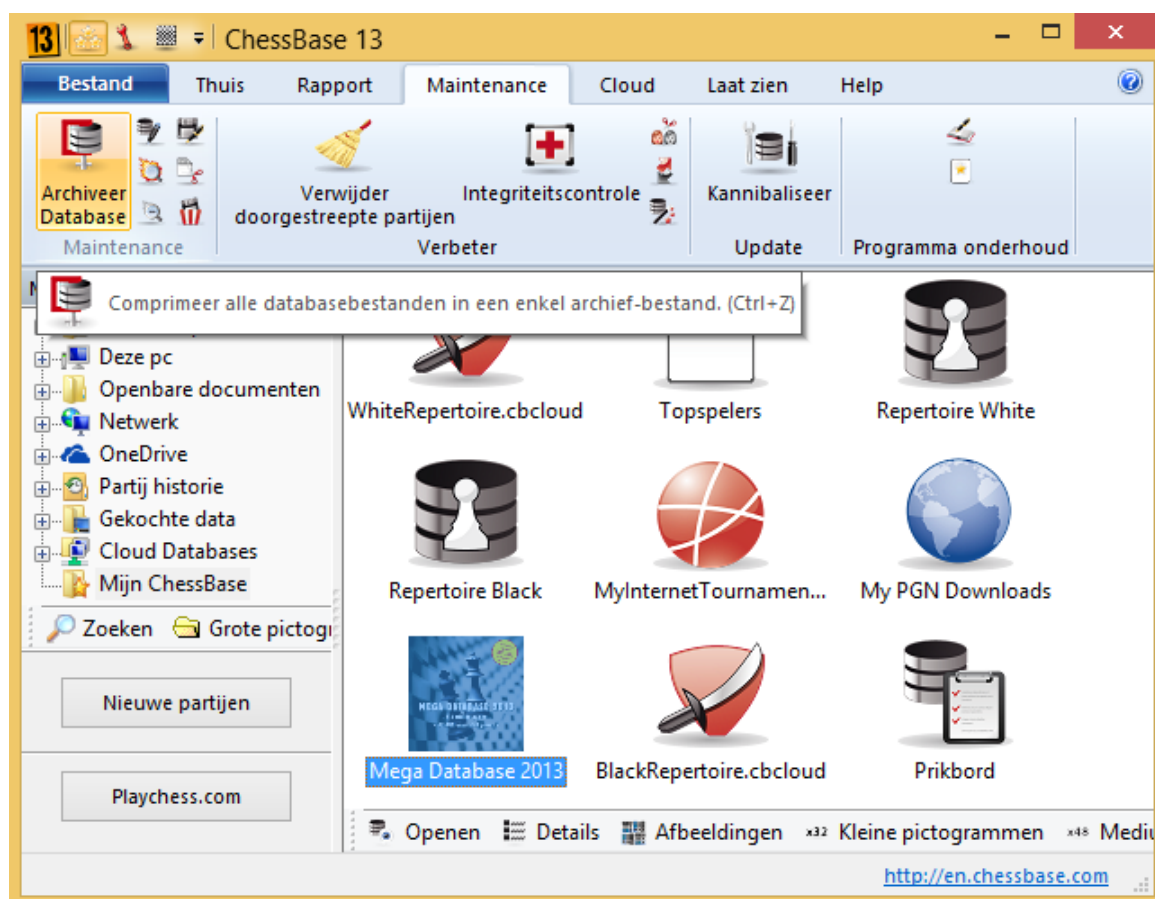 13 ChessBase 13
Bestand Thuis Rapport Maintenance Cloud Laat zien Help
Archiveer
Database
Verwijder
doorgestreepte partijen
Integriteitscontrole
Kannibaliseer
Maintenance Verbeter Update Programma onderhoud
Comprimeer alle databasebestanden in een enkel archief-bestand. (Ctrl+Z)
Deze pc
Openbare documenten
Netwerk
OneDrive
Partij historie
Gekochte data
Cloud Databases
Mijn ChessBase
Zoeken Grote pictog
Nieuwe partijen
Playchess.com
WhiteRepertoire.cbcloud Topspelers Repertoire White
Repertoire Black MyInternetTournamen... My PGN Downloads
MEGA DATABASE 2013
Mega Database 2013 BlackRepertoire.cbcloud Prikbord
Openen Details Afbeeldingen x32 Kleine pictogrammen x48 Mediu
http://en.chessbase.com